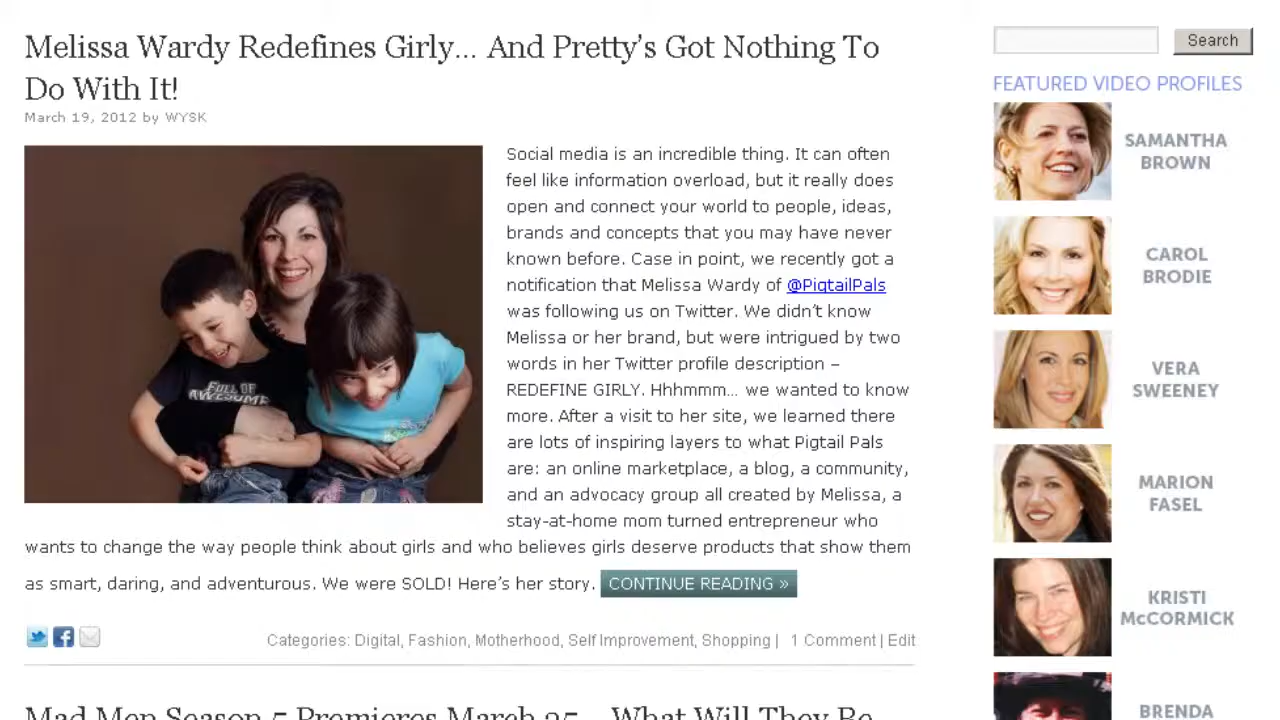 Melissa Wardy Redefines Girly... And Pretty's Got Nothing To
Do With It!
March 19, 2012 by WYSK
FULL OF
AWESOME
Social media is an incredible thing. It can often
feel like information overload, but it really does
open and connect your world to people, ideas,
brands and concepts that you may have never
known before. Case in point, we recently got a
notification that Melissa Wardy of @PigtailPals
was following us on Twitter. We didn't know
Melissa or her brand, but were intrigued by two
words in her Twitter profile description –
REDEFINE GIRLY. Hhhmmm... we wanted to know
more. After a visit to her site, we learned there
are lots of inspiring layers to what Pigtail Pals
are: an online marketplace, a blog, a community,
and an advocacy group all created by Melissa, a
stay-at-home mom turned entrepreneur who
wants to change the way people think about girls and who believes girls deserve products that show them
as smart, daring, and adventurous. We were SOLD! Here's her story. CONTINUE READING »
Categories: Digital, Fashion, Motherhood, Self Improvement, Shopping | 1 Comment | Edit
Mad Men Season 5 Premieres March 25... What Will They Be
Search
FEATURED VIDEO PROFILES
SAMANTHA
BROWN
CAROL
BRODIE
VERA
SWEENEY
MARION
FASEL
KRISTI
McCORMICK
BRENDA